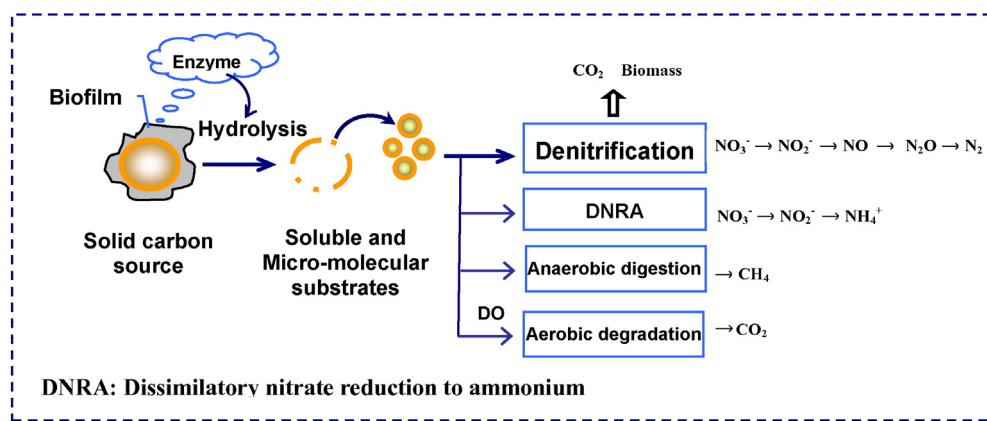 Enzyme
Biofilm
Hydrolysis
Solid carbon
source
Soluble and
Micro-molecular
substrates
CO₂ Biomass
Denitrification
NO₃⁻ → NO₂⁻ → NO → N₂O → N₂
DNRA
NO₃⁻ → NO₂⁻ → NH₄⁺
Anaerobic digestion
→ CH₄
DO
Aerobic degradation
→ CO₂
DNRA: Dissimilatory nitrate reduction to ammonium